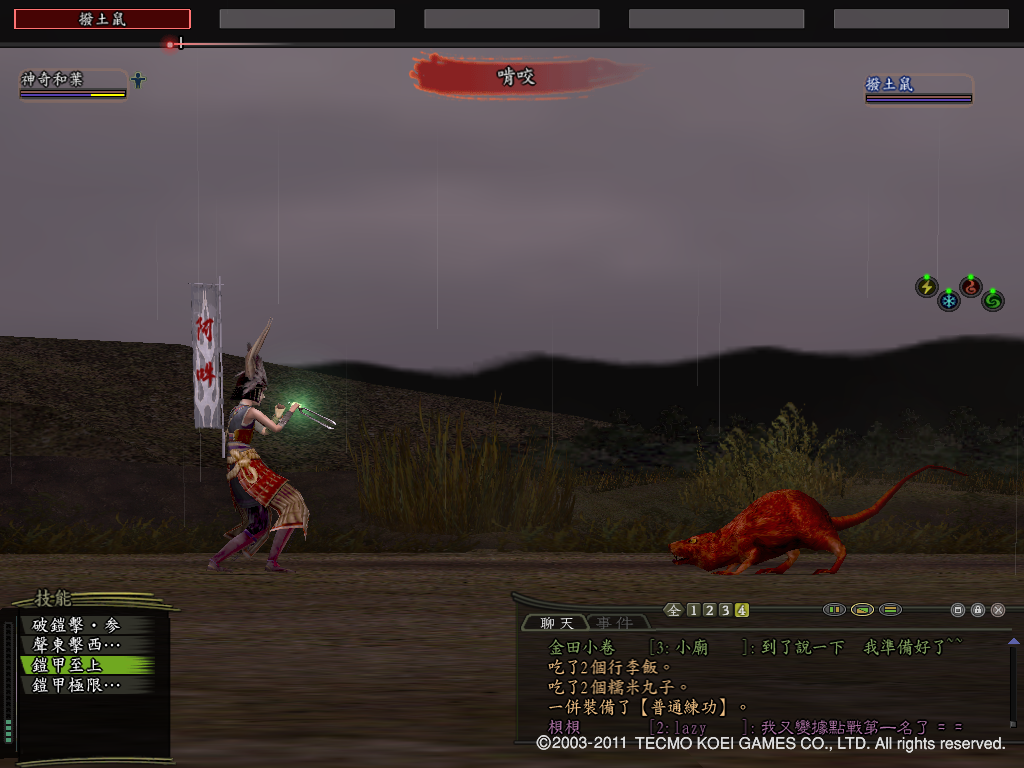 撥土鼠
神奇和葉
啃咬
撥土鼠
阿吽
技能
破鎧擊・参
聲東擊西…
鎧甲至上
鎧甲極限…
全 1 2 3 4
聊天 事件
金田小卷 [3:小廟 ]:到了說一下 我準備好了^^
吃了2個行李飯。
吃了2個糯米丸子。
一併裝備了【普通練功】。
棖棖 [2:lazy ]:我又變據點戰第一名了 = =
©2003-2011 TECMO KOEI GAMES CO., LTD. All rights reserved.